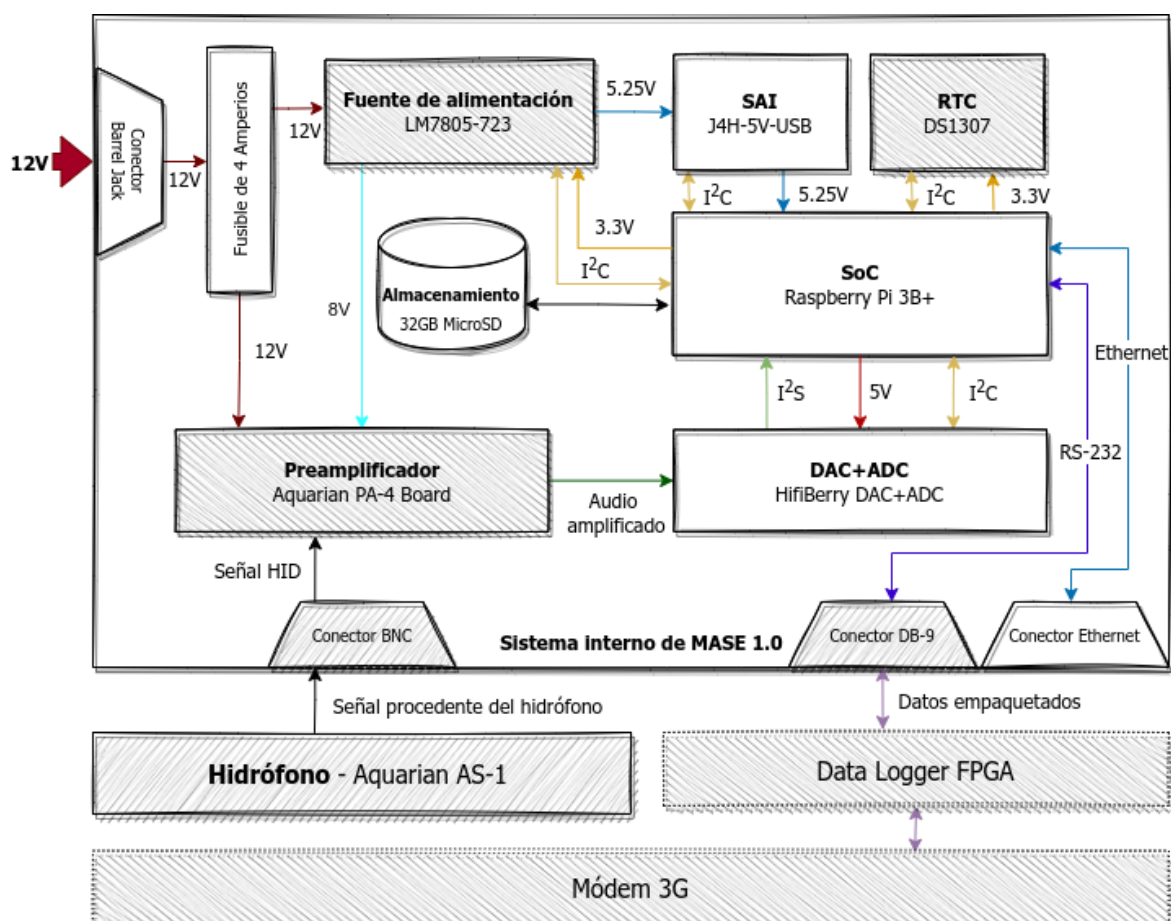 12V
Conector
Barrel Jack
12V
Fusible de 4 Amperios
12V
Fuente de alimentación
LM7805-723
5.25V
SAI
J4H-5V-USB
RTC
DS1307
I²C
5.25V
I²C
3.3V
3.3V
I²C
SoC
Raspberry Pi 3B+
Almacenamiento
32GB MicroSD
8V
12V
Ethernet
I²S
5V
I²C
RS-232
Preamplificador
Aquarian PA-4 Board
Audio
amplificado
DAC+ADC
HifiBerry DAC+ADC
Señal HID
Conector BNC
Sistema interno de MASE 1.0
Conector DB-9
Conector Ethernet
Señal procedente del hidrófono
Datos empaquetados
Hidrófono - Aquarian AS-1
Data Logger FPGA
Módem 3G